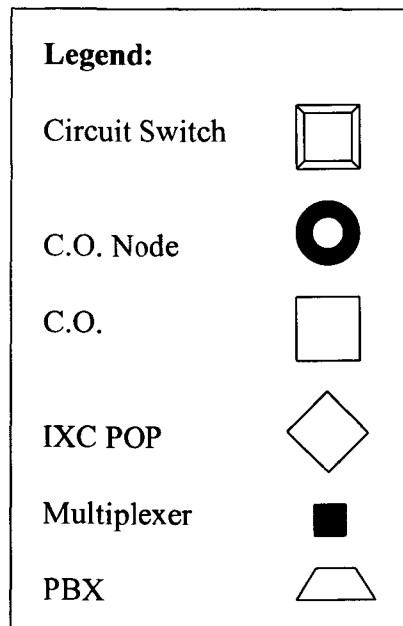 Legend:
Circuit Switch
C.O. Node
C.O.
IXC POP
Multiplexer
PBX